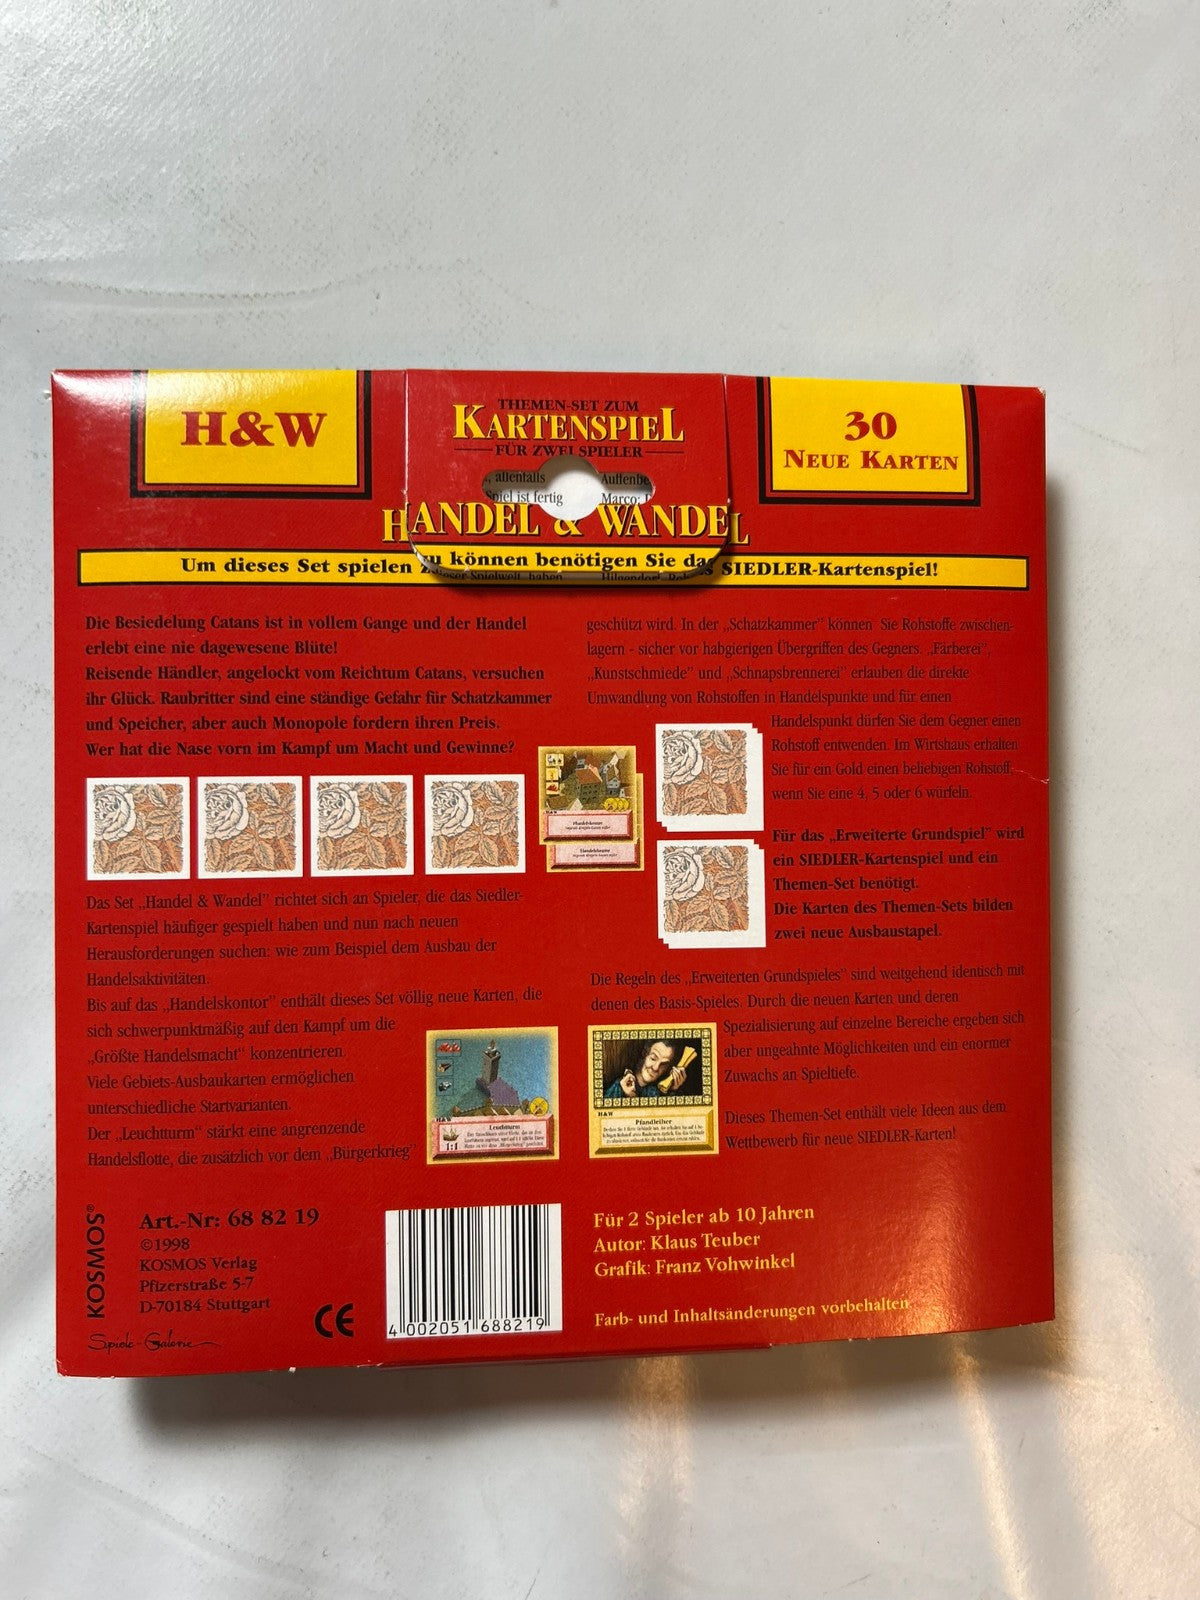 H&W
THEMEN-SET ZUM
KARTENSPIEL
FÜR ZWEI SPIELER
30
NEUE KARTEN
, allenfalls
Spiel ist fertig
Marco:
HANDEL & WANDEL
Um dieses Set spielen zu können benötigen Sie das SIEDLER-Kartenspiel!
Die Besiedelung Catans ist in vollem Gange und der Handel
erlebt eine nie dagewesene Blüte!
Reisende Händler, angelockt vom Reichtum Catans, versuchen
ihr Glück. Raubritter sind eine ständige Gefahr für Schatzkammer
und Speicher, aber auch Monopole fordern ihren Preis.
Wer hat die Nase vorn im Kampf um Macht und Gewinne?
H&W
Das Set „Handel & Wandel" richtet sich an Spieler, die das Siedler-
Kartenspiel häufiger gespielt haben und nun nach neuen
Herausforderungen suchen: wie zum Beispiel dem Ausbau der
Handelsaktivitäten.
Bis auf das „Handelskontor" enthält dieses Set völlig neue Karten, die
sich schwerpunktmäßig auf den Kampf um die
„Größte Handelsmacht" konzentrieren.
Viele Gebiets-Ausbaukarten ermöglichen
unterschiedliche Startvarianten.
Der „Leuchtturm" stärkt eine angrenzende
Handelsflotte, die zusätzlich vor dem „Bürgerkrieg"
H&W
Leuchtturm
1:1
geschützt wird. In der „Schatzkammer" können Sie Rohstoffe zwischen-
lagern - sicher vor habgierigen Übergriffen des Gegners. „Färberei",
„Kunstschmiede" und „Schnapsbrennerei" erlauben die direkte
Umwandlung von Rohstoffen in Handelspunkte und für einen
Handelspunkt dürfen Sie dem Gegner einen
Rohstoff entwenden. Im Wirtshaus erhalten
Sie für ein Gold einen beliebigen Rohstoff,
wenn Sie eine 4, 5 oder 6 würfeln.
Für das „Erweiterte Grundspiel" wird
ein SIEDLER-Kartenspiel und ein
Themen-Set benötigt.
Die Karten des Themen-Sets bilden
zwei neue Ausbaustapel.
Die Regeln des „Erweiterten Grundspieles" sind weitgehend identisch mit
denen des Basis-Spieles. Durch die neuen Karten und deren
Spezialisierung auf einzelne Bereiche ergeben sich
aber ungeahnte Möglichkeiten und ein enormer
Zuwachs an Spieltiefe.
Dieses Themen-Set enthält viele Ideen aus dem
Wettbewerb für neue SIEDLER-Karten!
H&W
Pfandleiher
KOSMOS®
Art.-Nr: 68 82 19
©1998
KOSMOS Verlag
Pfizerstraße 5-7
D-70184 Stuttgart
Spiele-Galerie
CE
4 002051 688219
Für 2 Spieler ab 10 Jahren
Autor: Klaus Teuber
Grafik: Franz Vohwinkel
Farb- und Inhaltsänderungen vorbehalten